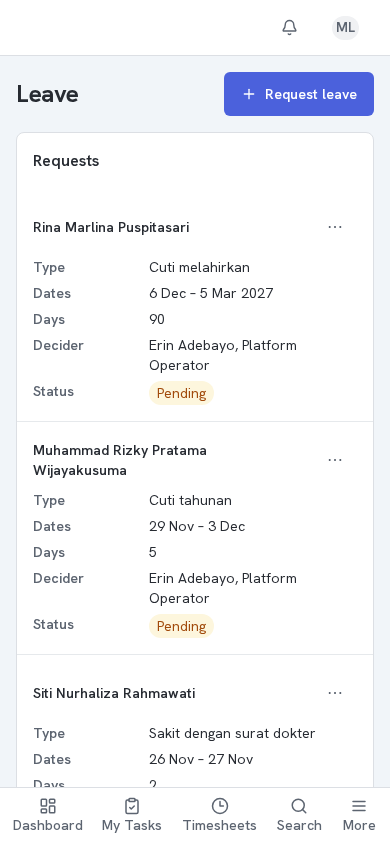 ML
Leave
Request leave
Requests
Rina Marlina Puspitasari
Type Cuti melahirkan
Dates 6 Dec – 5 Mar 2027
Days 90
Decider Erin Adebayo, Platform
Operator
Status Pending
Muhammad Rizky Pratama
Wijayakusuma
Type Cuti tahunan
Dates 29 Nov – 3 Dec
Days 5
Decider Erin Adebayo, Platform
Operator
Status Pending
Siti Nurhaliza Rahmawati
Type Sakit dengan surat dokter
Dates 26 Nov – 27 Nov
Days 2
Dashboard My Tasks Timesheets Search More